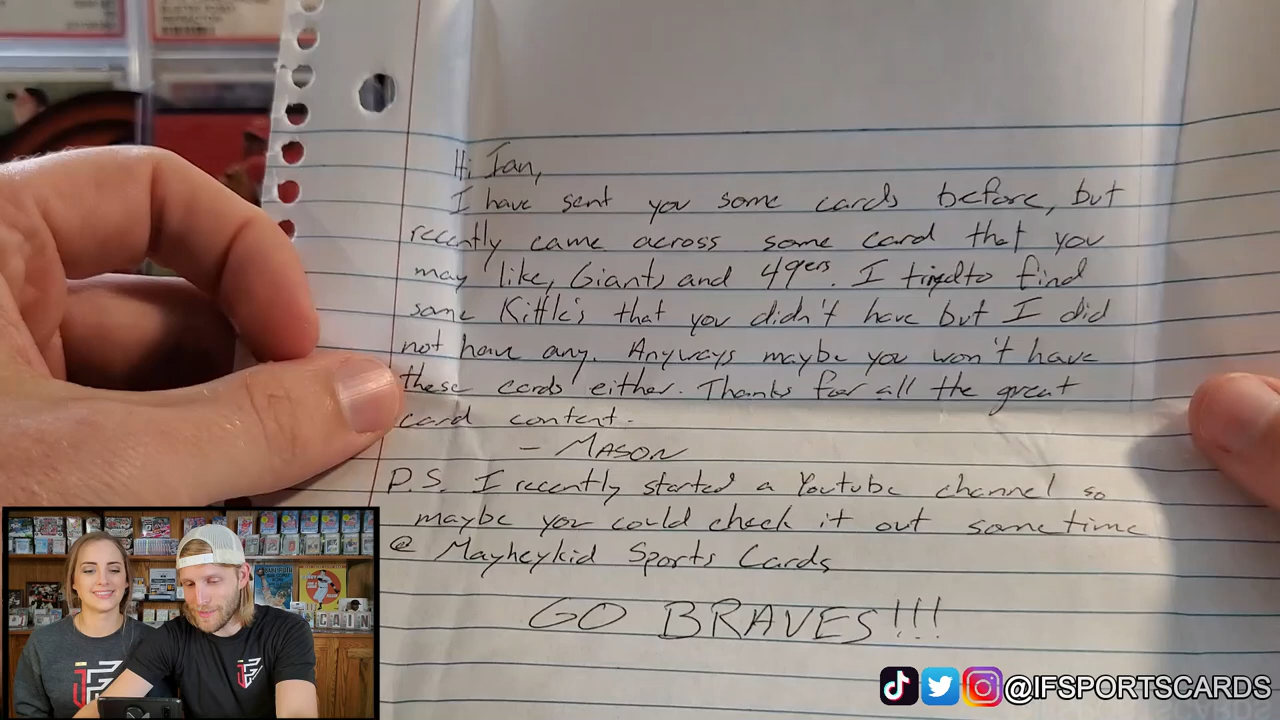 Hi Ian,
I have sent you some cards before, but
recently came across some card that you
may like, Giants and 49ers. I tried to find
some Kittle's that you didn't have but I did
not have any. Anyways maybe you won't have
these cards either. Thanks for all the great
card content.
- MASON
P.S. I recently started a Youtube channel so
maybe you could check it out sometime
@ Mayheykid Sports Cards
GO BRAVES!!!
@IFSPORTSCARDS